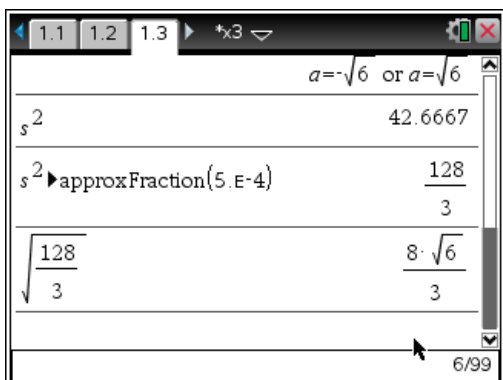 1.1 1.2 1.3 *x3
a=-√6 or a=√6
s² 42.6667
s²▶approxFraction(5.E-4) 128/3
√(128/3) 8·√6/3
6/99